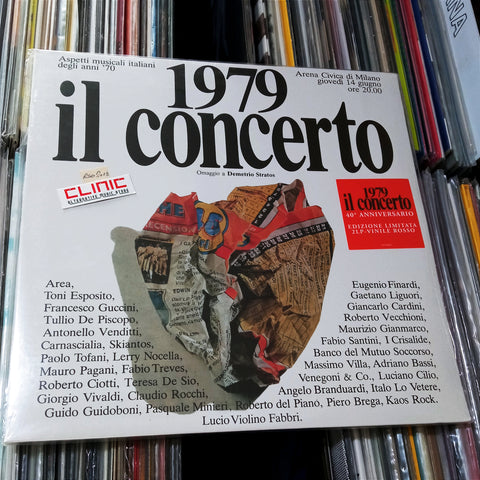 Aspetti musicali italiani
degli anni '70
Arena Civica di Milano
giovedì 14 giugno
ore 20,00
1979
il concerto
Omaggio a Demetrio Stratos
CLINIC
ALTERNATIVE MUSIC STORE
1979
il concerto
40° ANNIVERSARIO
EDIZIONE LIMITATA
2LP - VINILE ROSSO
EDWIN
Area,
Toni Esposito,
Francesco Guccini,
Tullio De Piscopo,
Antonello Venditti,
Carnascialia, Skiantos,
Paolo Tofani, Lerry Nocella,
Mauro Pagani, Fabio Treves,
Roberto Ciotti, Teresa De Sio,
Giorgio Vivaldi, Claudio Rocchi,
Guido Guidoboni, Pasquale Minieri, Roberto del Piano, Piero Brega, Kaos Rock.
Lucio Violino Fabbri.
Eugenio Finardi,
Gaetano Liguori,
Giancarlo Cardini,
Roberto Vecchioni,
Maurizio Gianmarco,
Fabio Santini, I Crisalide,
Banco del Mutuo Soccorso,
Massimo Villa, Adriano Bassi,
Venegoni & Co., Luciano Cilio,
Angelo Branduardi, Italo Lo Vetere,